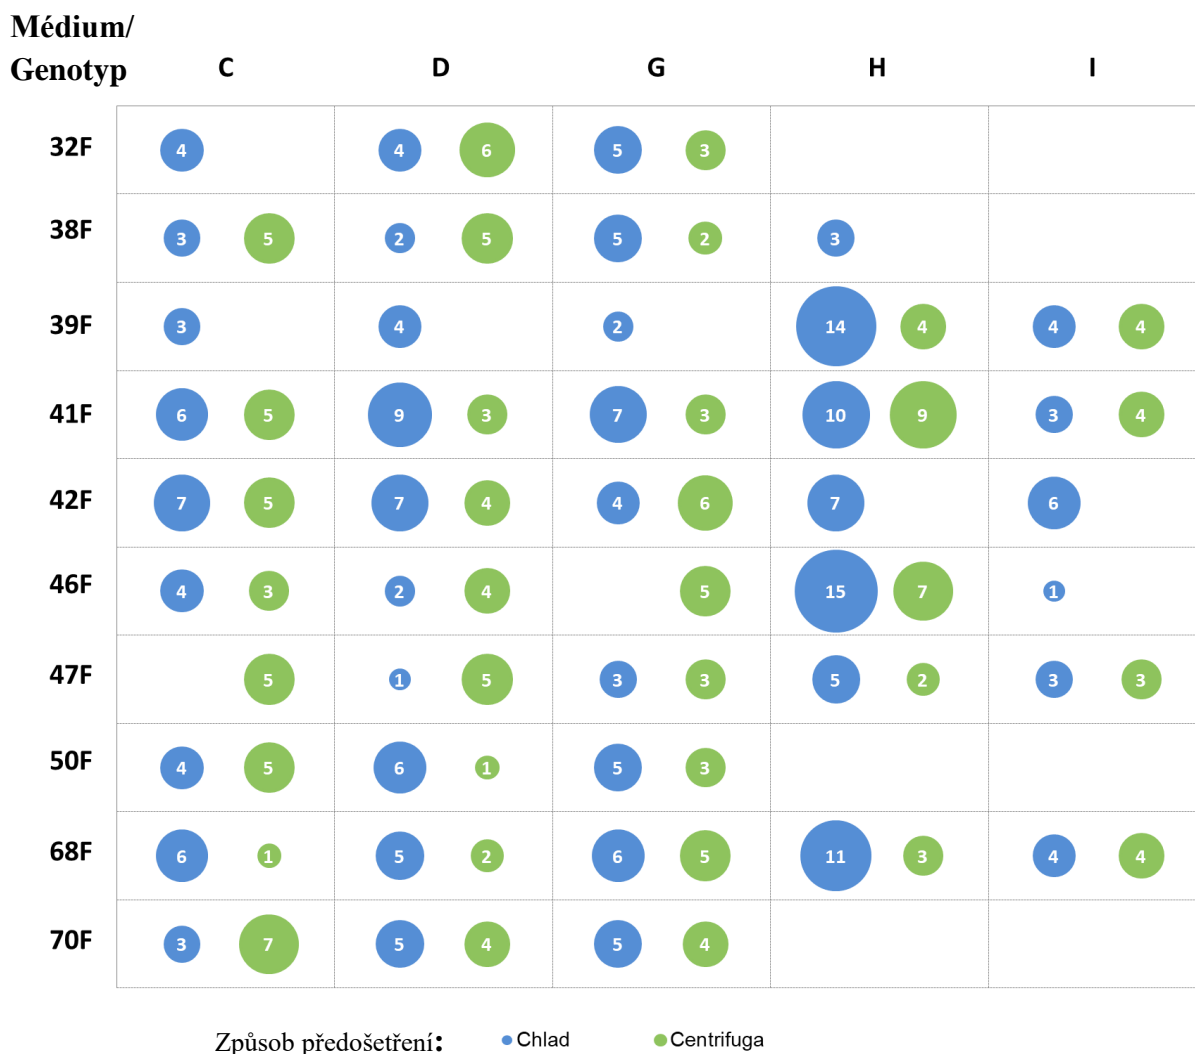 Médium/
Genotyp C D G H I
32F 4 4 6 5 3
38F 3 5 2 5 5 2 3
39F 3 4 2 14 4 4 4
41F 6 5 9 3 7 3 10 9 3 4
42F 7 5 7 4 4 6 7 6
46F 4 3 2 4 5 15 7 1
47F 5 1 5 3 3 5 2 3 3
50F 4 5 6 1 5 3
68F 6 1 5 2 6 5 11 3 4 4
70F 3 7 5 4 5 4
Způsob předošetření: Chlad Centrifuga